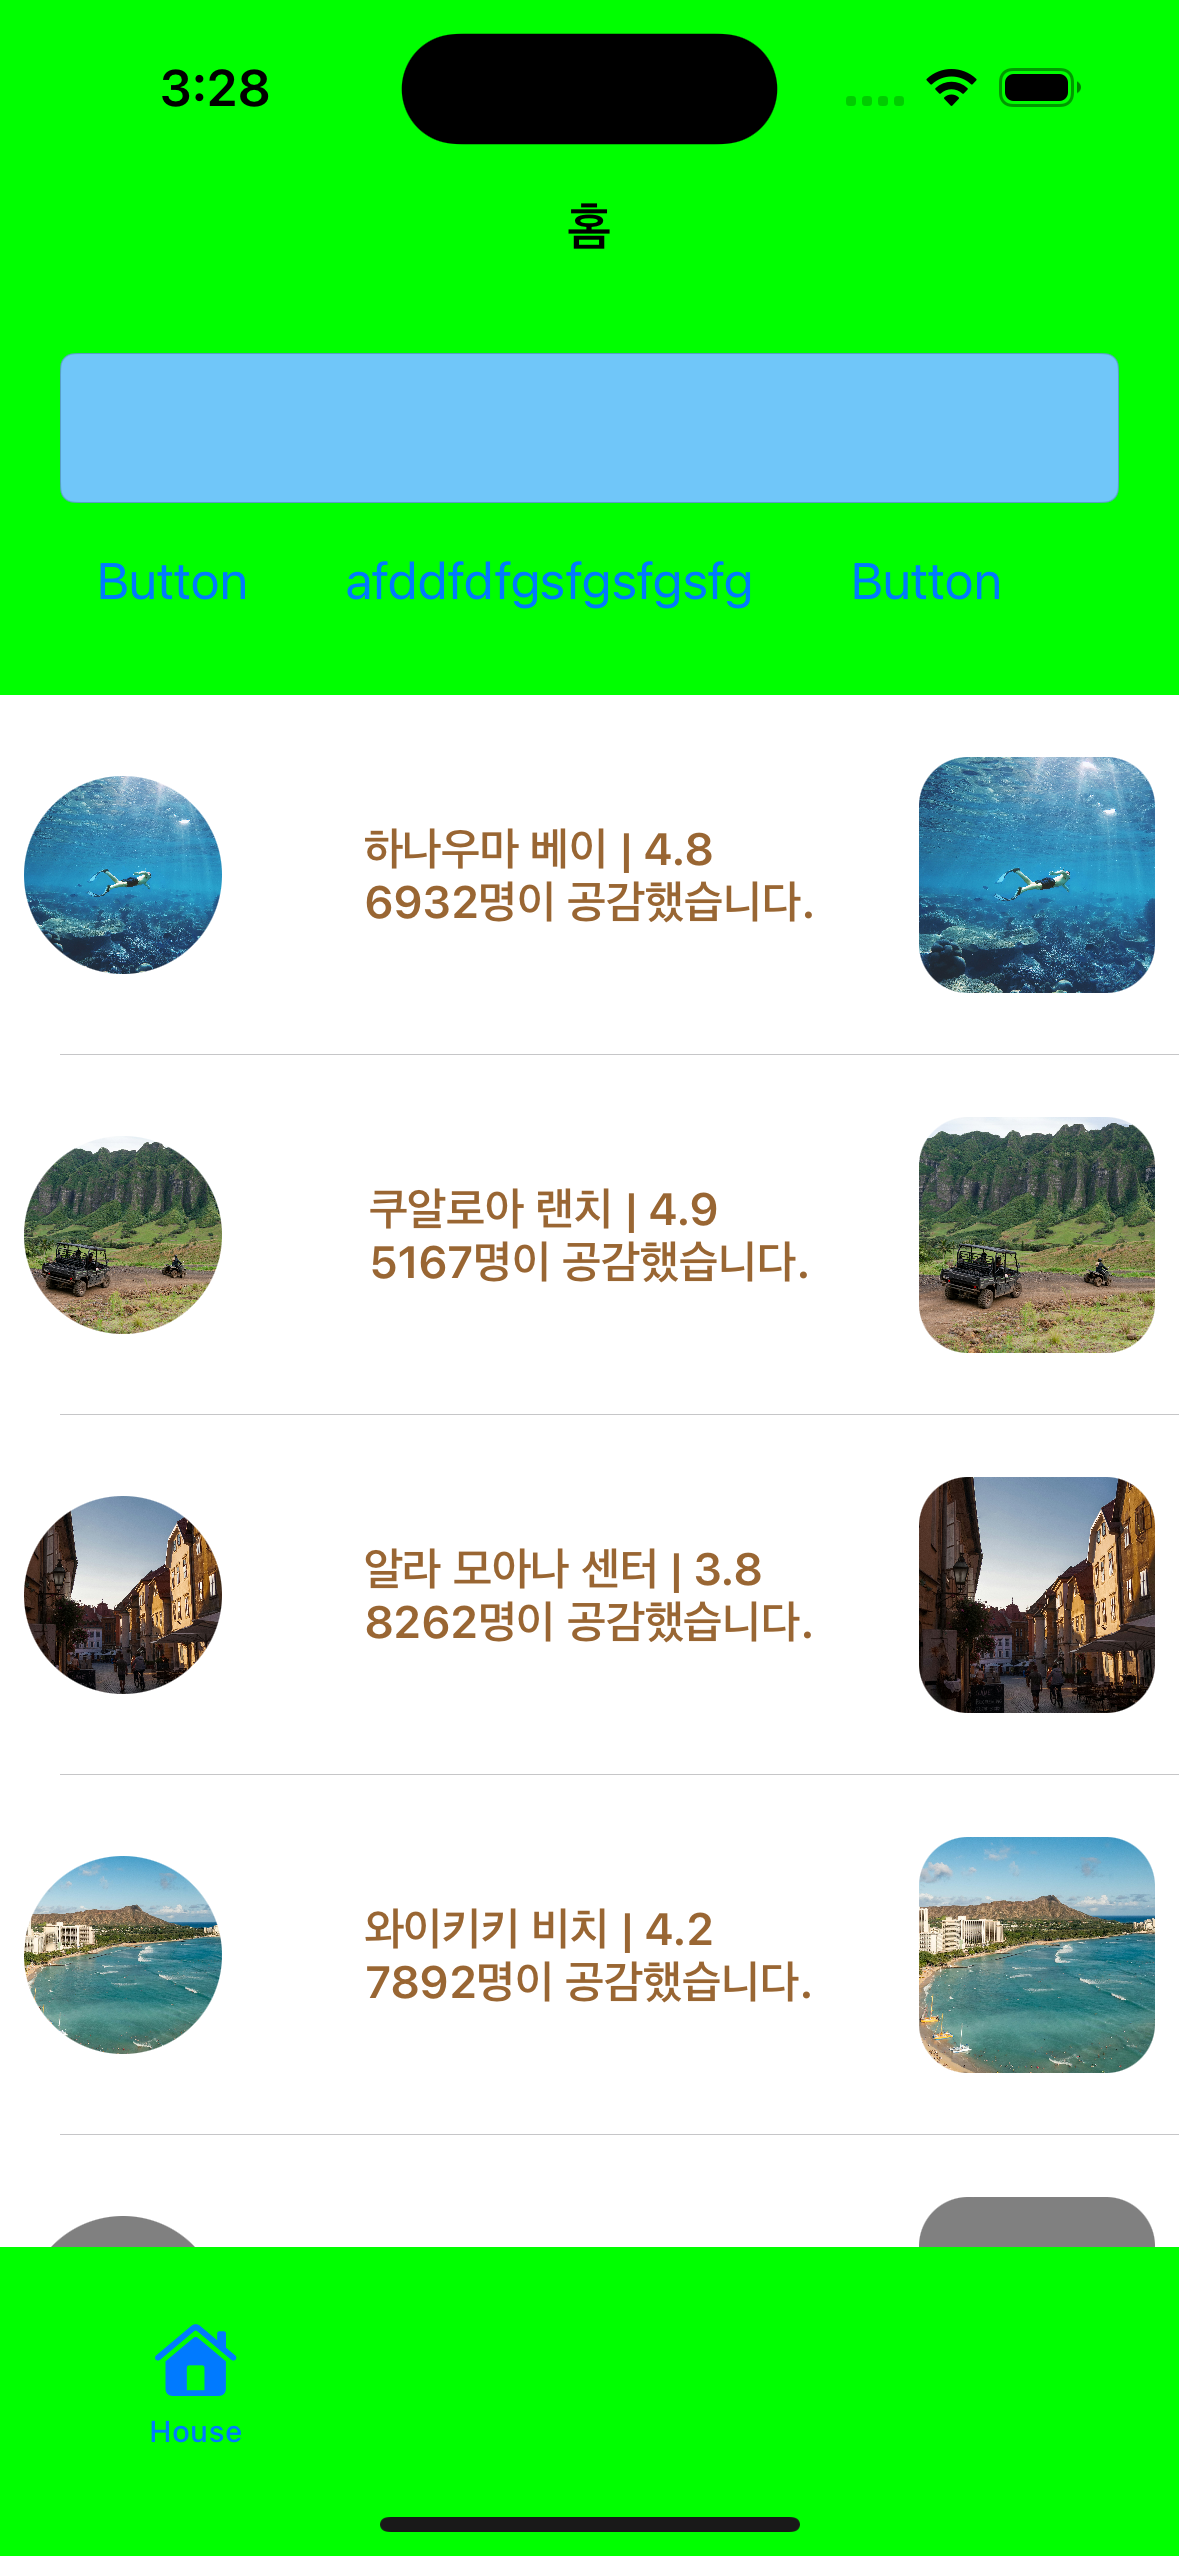 3:28
홈
Button
afddfdfgsfgsfgsfg
Button
하나우마 베이 | 4.8
6932명이 공감했습니다.
쿠알로아 랜치 | 4.9
5167명이 공감했습니다.
알라 모아나 센터 | 3.8
8262명이 공감했습니다.
와이키키 비치 | 4.2
7892명이 공감했습니다.
House